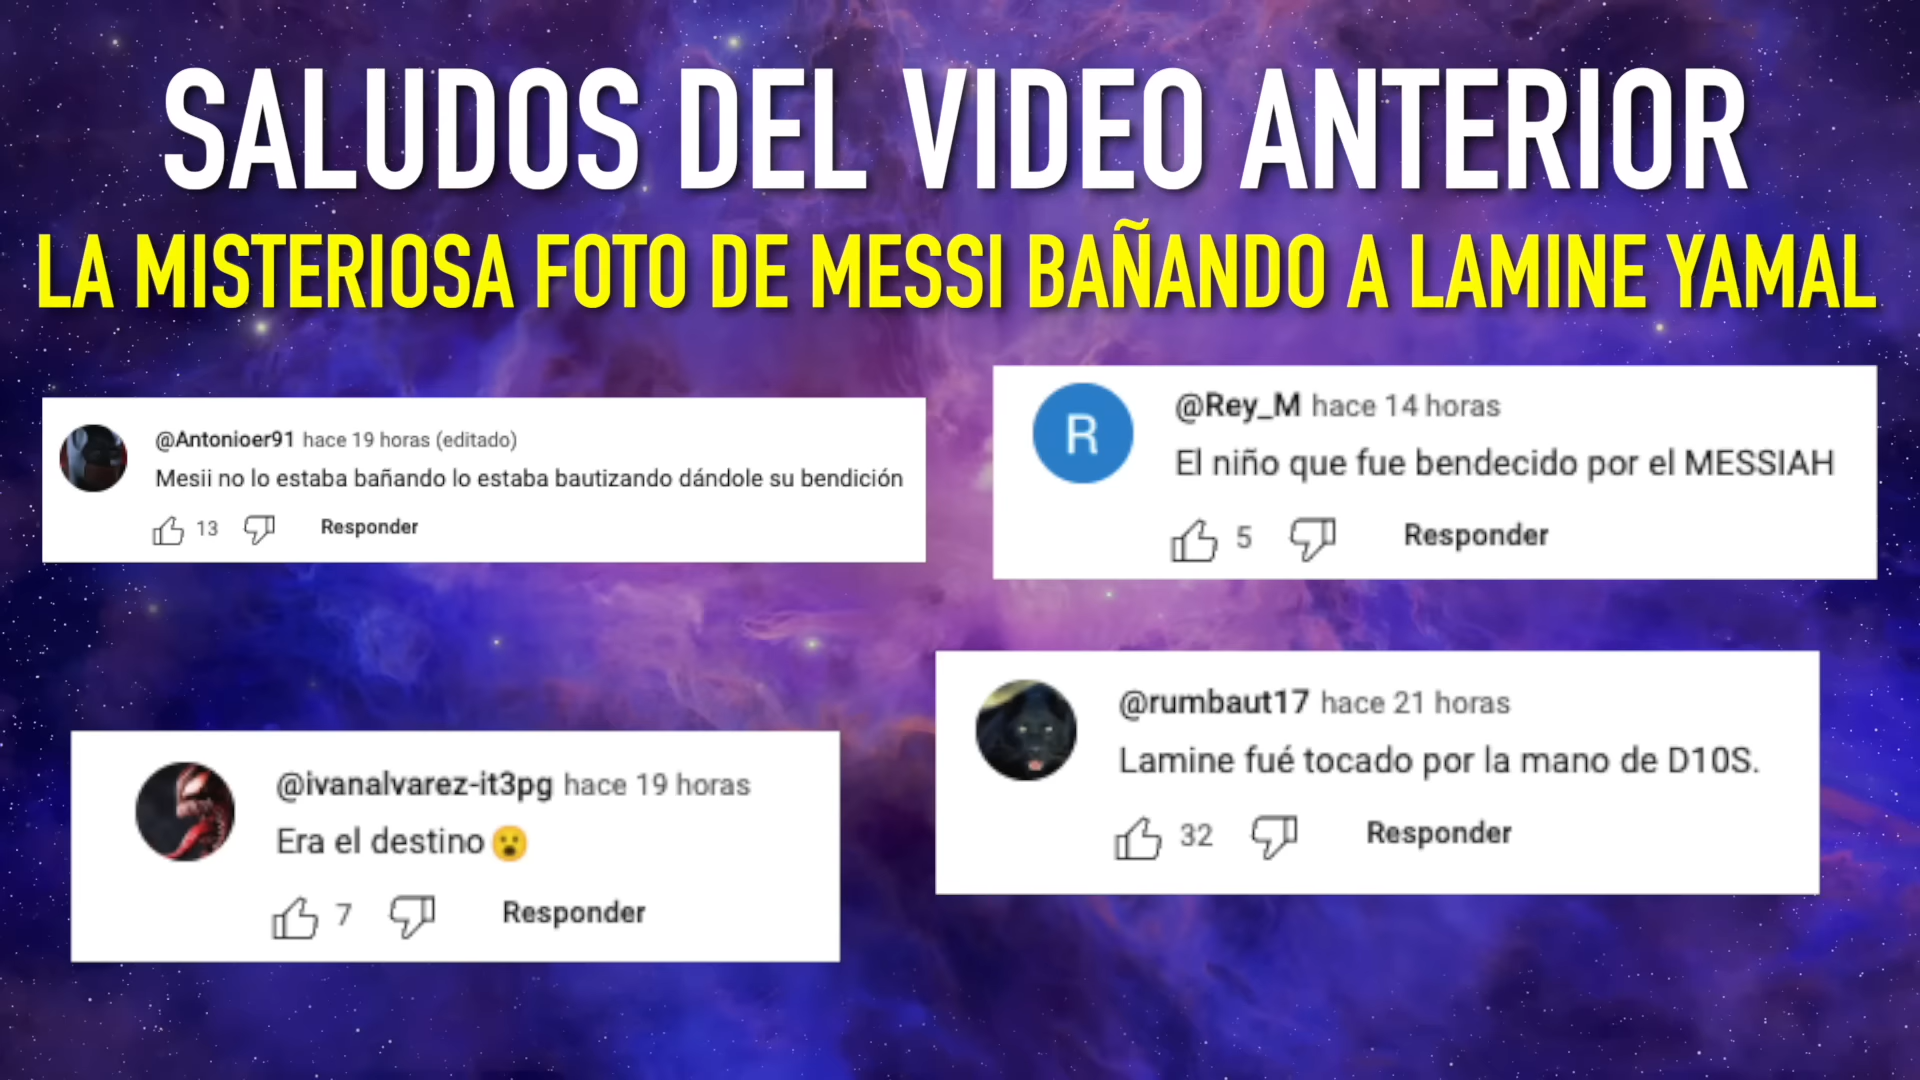 SALUDOS DEL VIDEO ANTERIOR
LA MISTERIOSA FOTO DE MESSI BAÑANDO A LAMINE YAMAL
@Antonioer91 hace 19 horas (editado)
Mesii no lo estaba bañando lo estaba bautizando dándole su bendición
13 Responder
R
@Rey_M hace 14 horas
El niño que fue bendecido por el MESSIAH
5 Responder
@ivanalvarez-it3pg hace 19 horas
Era el destino 😮
7 Responder
@rumbaut17 hace 21 horas
Lamine fué tocado por la mano de D10S.
32 Responder